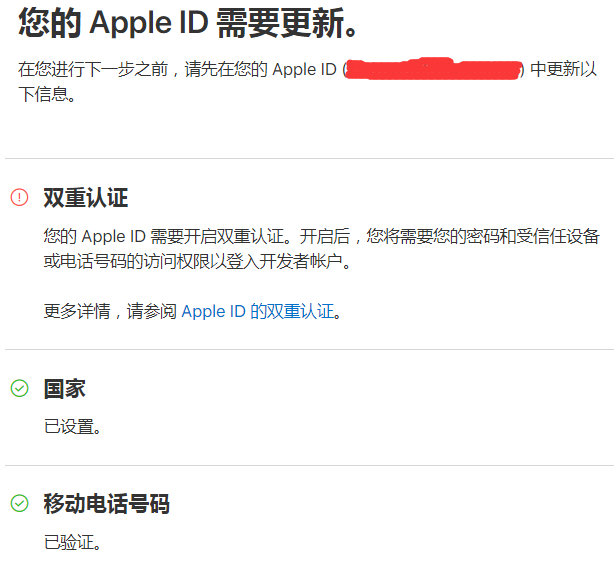 您的 Apple ID 需要更新。
在您进行下一步之前，请先在您的 Apple ID () 中更新以
下信息。
双重认证
您的 Apple ID 需要开启双重认证。开启后，您将需要您的密码和受信任设备
或电话号码的访问权限以登入开发者帐户。
更多详情，请参阅 Apple ID 的双重认证。
国家
已设置。
移动电话号码
已验证。